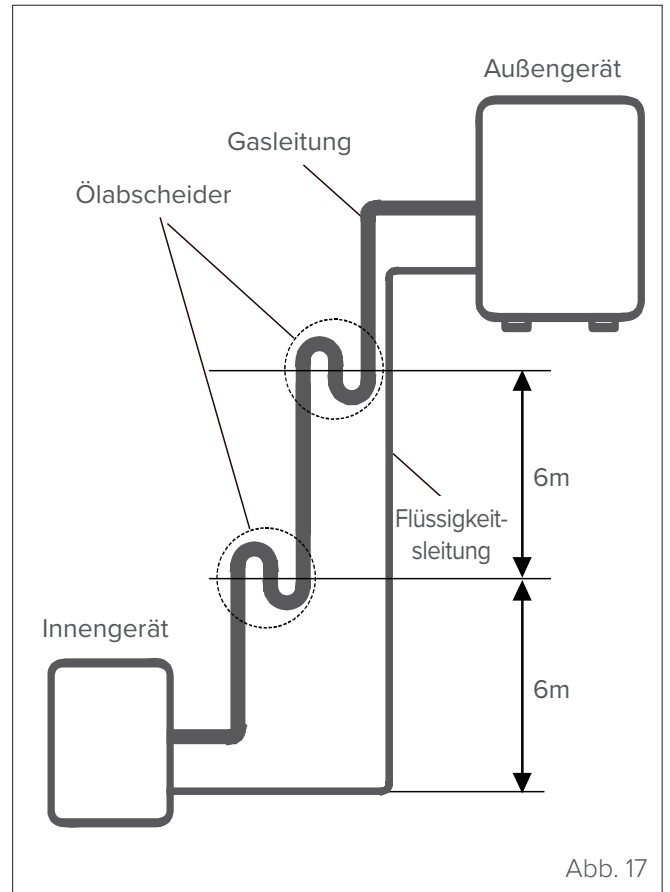 Außengerät
Gasleitung
Ölabscheider
6m
Flüssigkeit-
sleitung
Innengerät
6m
Abb. 17